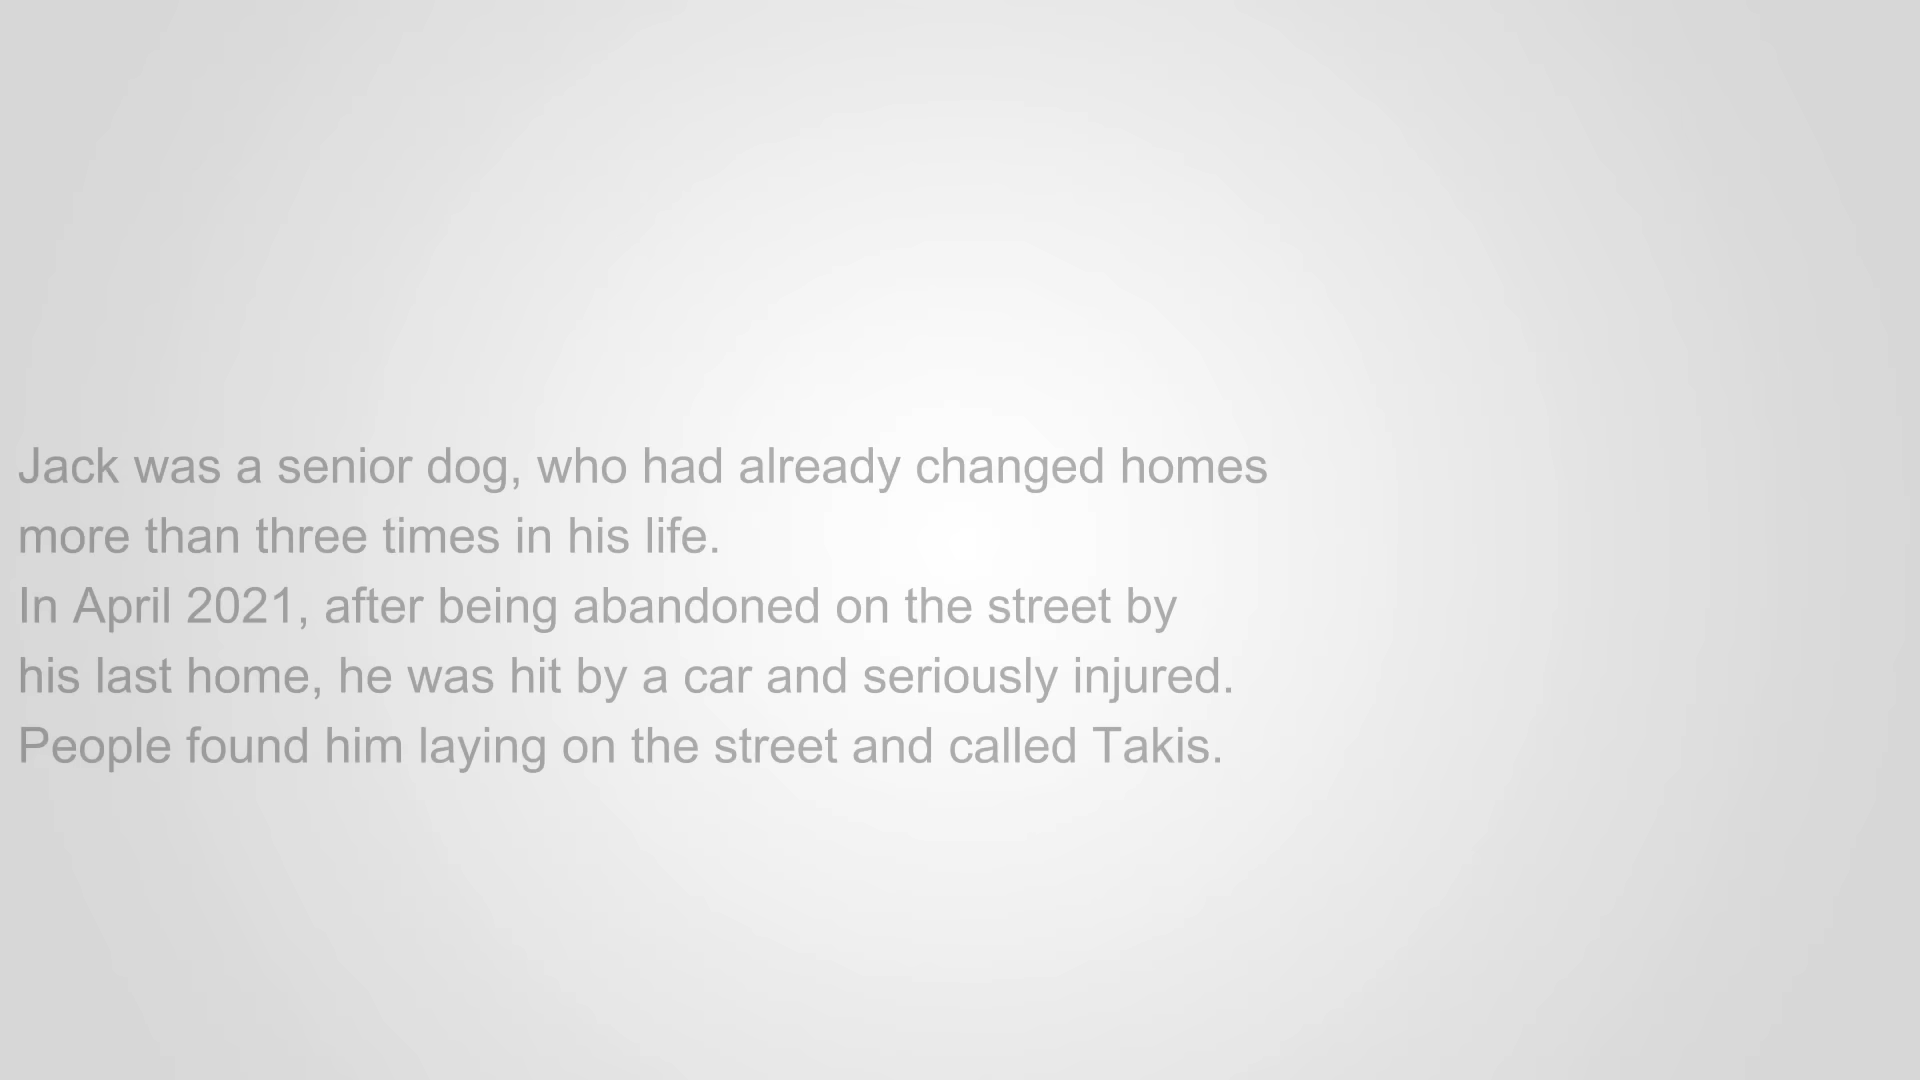 Jack was a senior dog, who had already changed homes
more than three times in his life.
In April 2021, after being abandoned on the street by
his last home, he was hit by a car and seriously injured.
People found him laying on the street and called Takis.